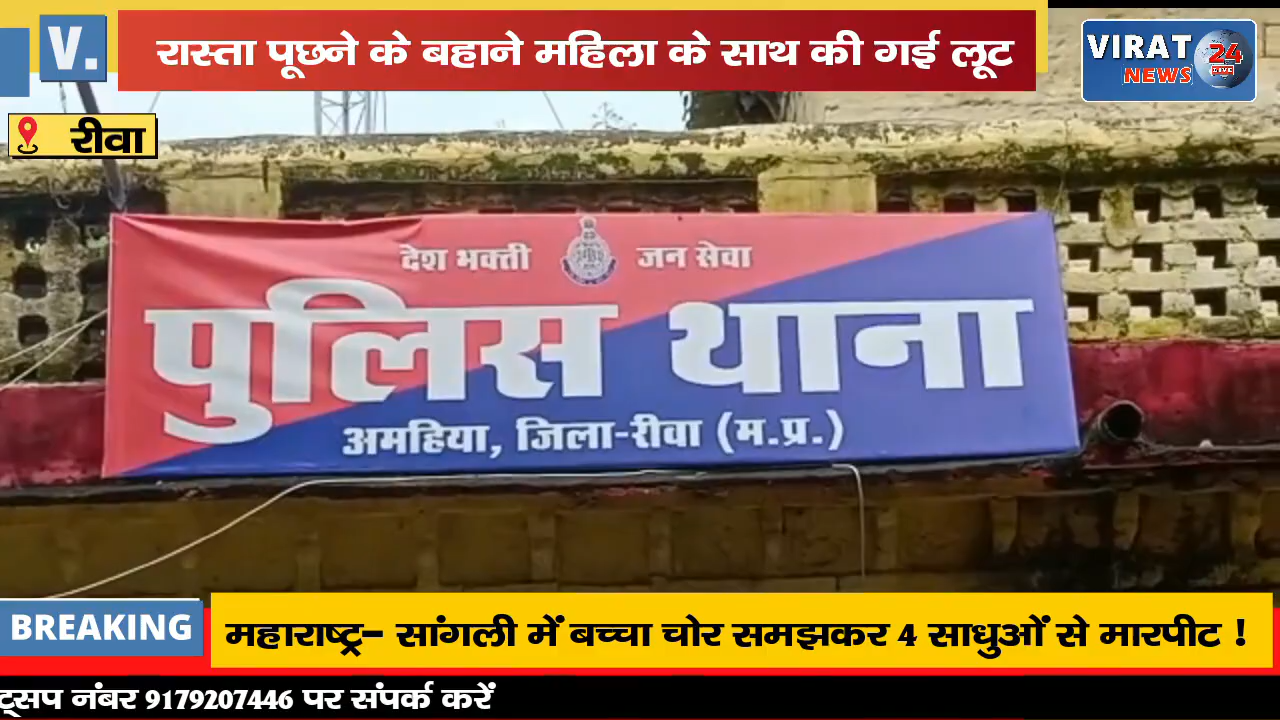 V.
रास्ता पूछने के बहाने महिला के साथ की गई लूट
VIRAT
24
NEWS
LIVE
रीवा
देश भक्ती जन सेवा
पुलिस थाना
अमहिया, जिला-रीवा (म.प्र.)
BREAKING
महाराष्ट्र- सांगली में बच्चा चोर समझकर 4 साधुओं से मारपीट !
ट्सप नंबर 9179207446 पर संपर्क करें